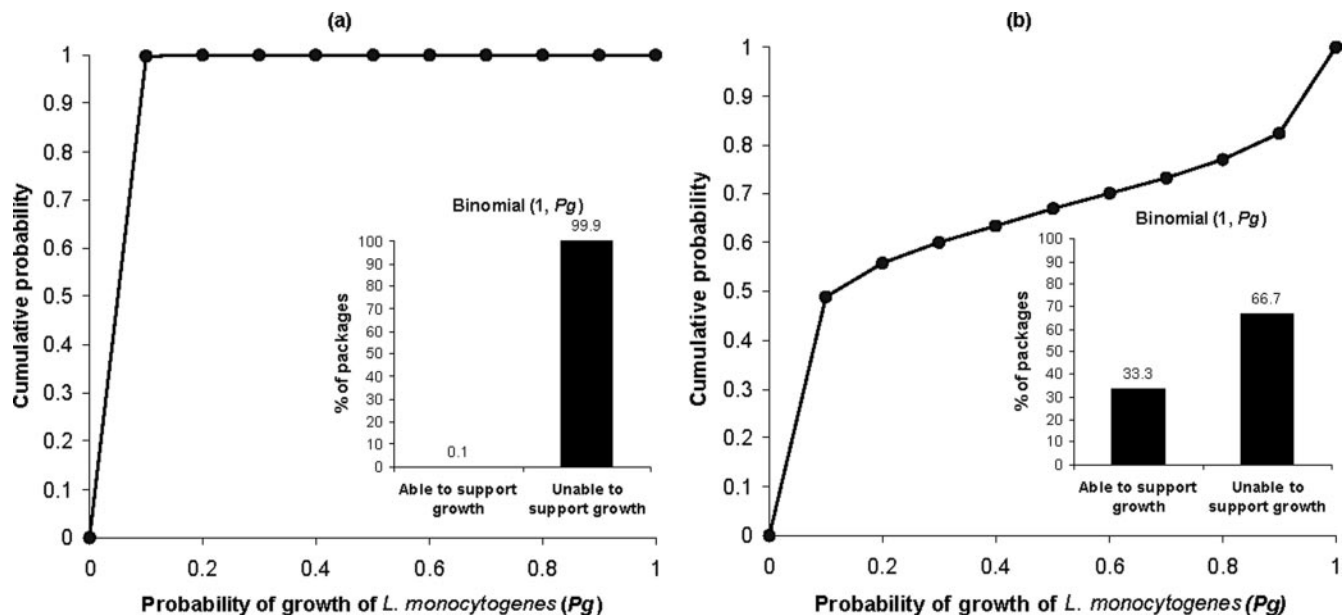 (a)
1
0.9
0.8
0.7
0.6
0.5
0.4
0.3
0.2
0.1
0
Cumulative probability
0 0.2 0.4 0.6 0.8 1
Probability of growth of L. monocytogenes (Pg)
Binomial (1, Pg)
100
90
80
70
60
50
40
30
20
10
0
% of packages
0.1
99.9
Able to support
growth
Unable to
support growth
(b)
1
0.9
0.8
0.7
0.6
0.5
0.4
0.3
0.2
0.1
0
Cumulative probability
0 0.2 0.4 0.6 0.8 1
Probability of growth of L. monocytogenes (Pg)
Binomial (1, Pg)
100
90
80
70
60
50
40
30
20
10
0
% of packages
33.3
66.7
Able to support
growth
Unable to
support growth